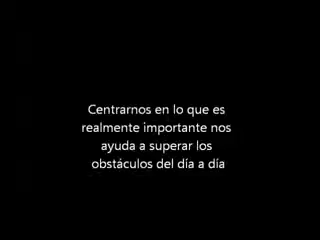 Centrarnos en lo que es
realmente importante nos
ayuda a superar los
obstáculos del día a día